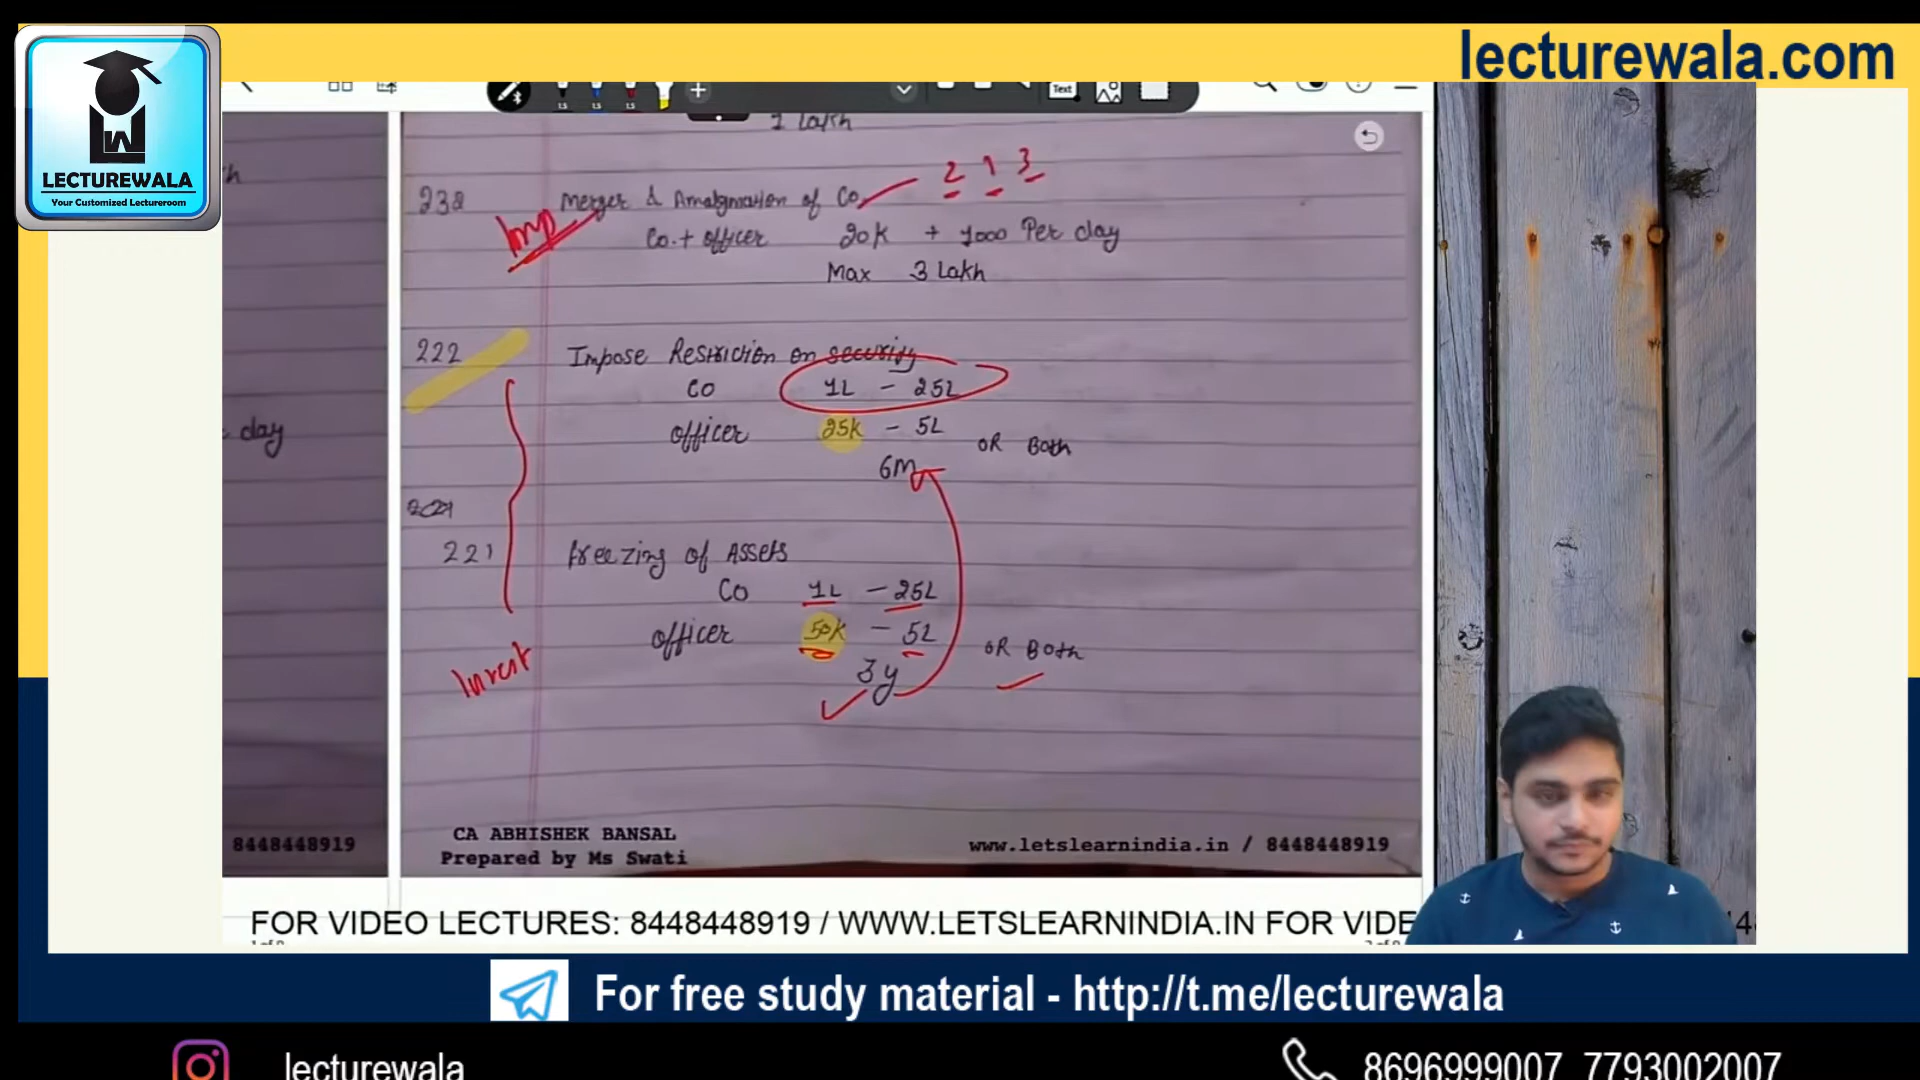 lecturewala.com
LW
LECTUREWALA
Your Customized Lectureroom
Text
1 Lakh
238 Merger & Amalgmation of Co 2 1 3
Imp
Co. + officer 20K + 1000 Per day
Max 3 Lakh
222 Impose Restriction on security
Co 1L - 25L
officer 25K - 5L OR Both
6M
day
221 freezing of Assets
Co 1L - 25L
officer 50K - 5L OR Both
3y
Invest
CA ABHISHEK BANSAL
Prepared by Ms Swati
www.letslearnindia.in / 8448448919
8448448919
FOR VIDEO LECTURES: 8448448919 / WWW.LETSLEARNINDIA.IN FOR VIDE
For free study material - http://t.me/lecturewala
lecturewala
8696999007, 7793002007